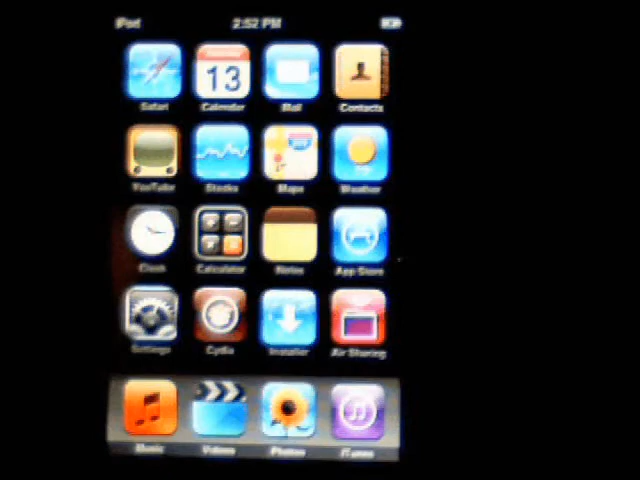 iPod 2:52 PM
13
Safari Calendar Mail Contacts
YouTube Stocks Maps Weather
Clock Calculator Notes App Store
Settings Cydia Installer Air Sharing
Music Videos Photos iTunes